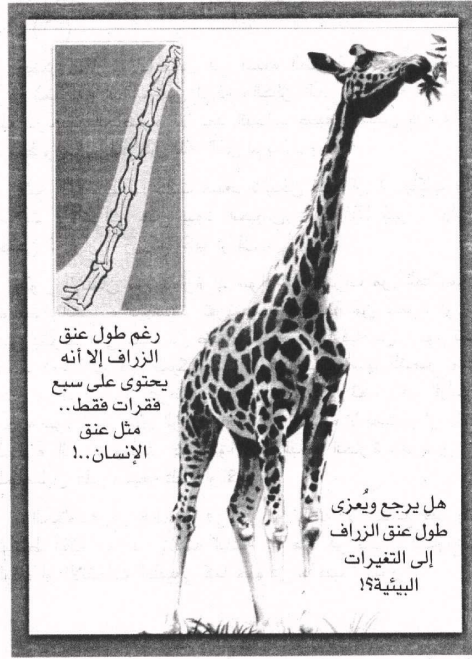 رغم طول عنق
الزراف إلا أنه
يحتوى على سبع
فقرات فقط..
مثل عنق
الإنسان..!
هل يرجع ويُعزى
طول عنق الزراف
إلى التغيرات
البيئية؟!